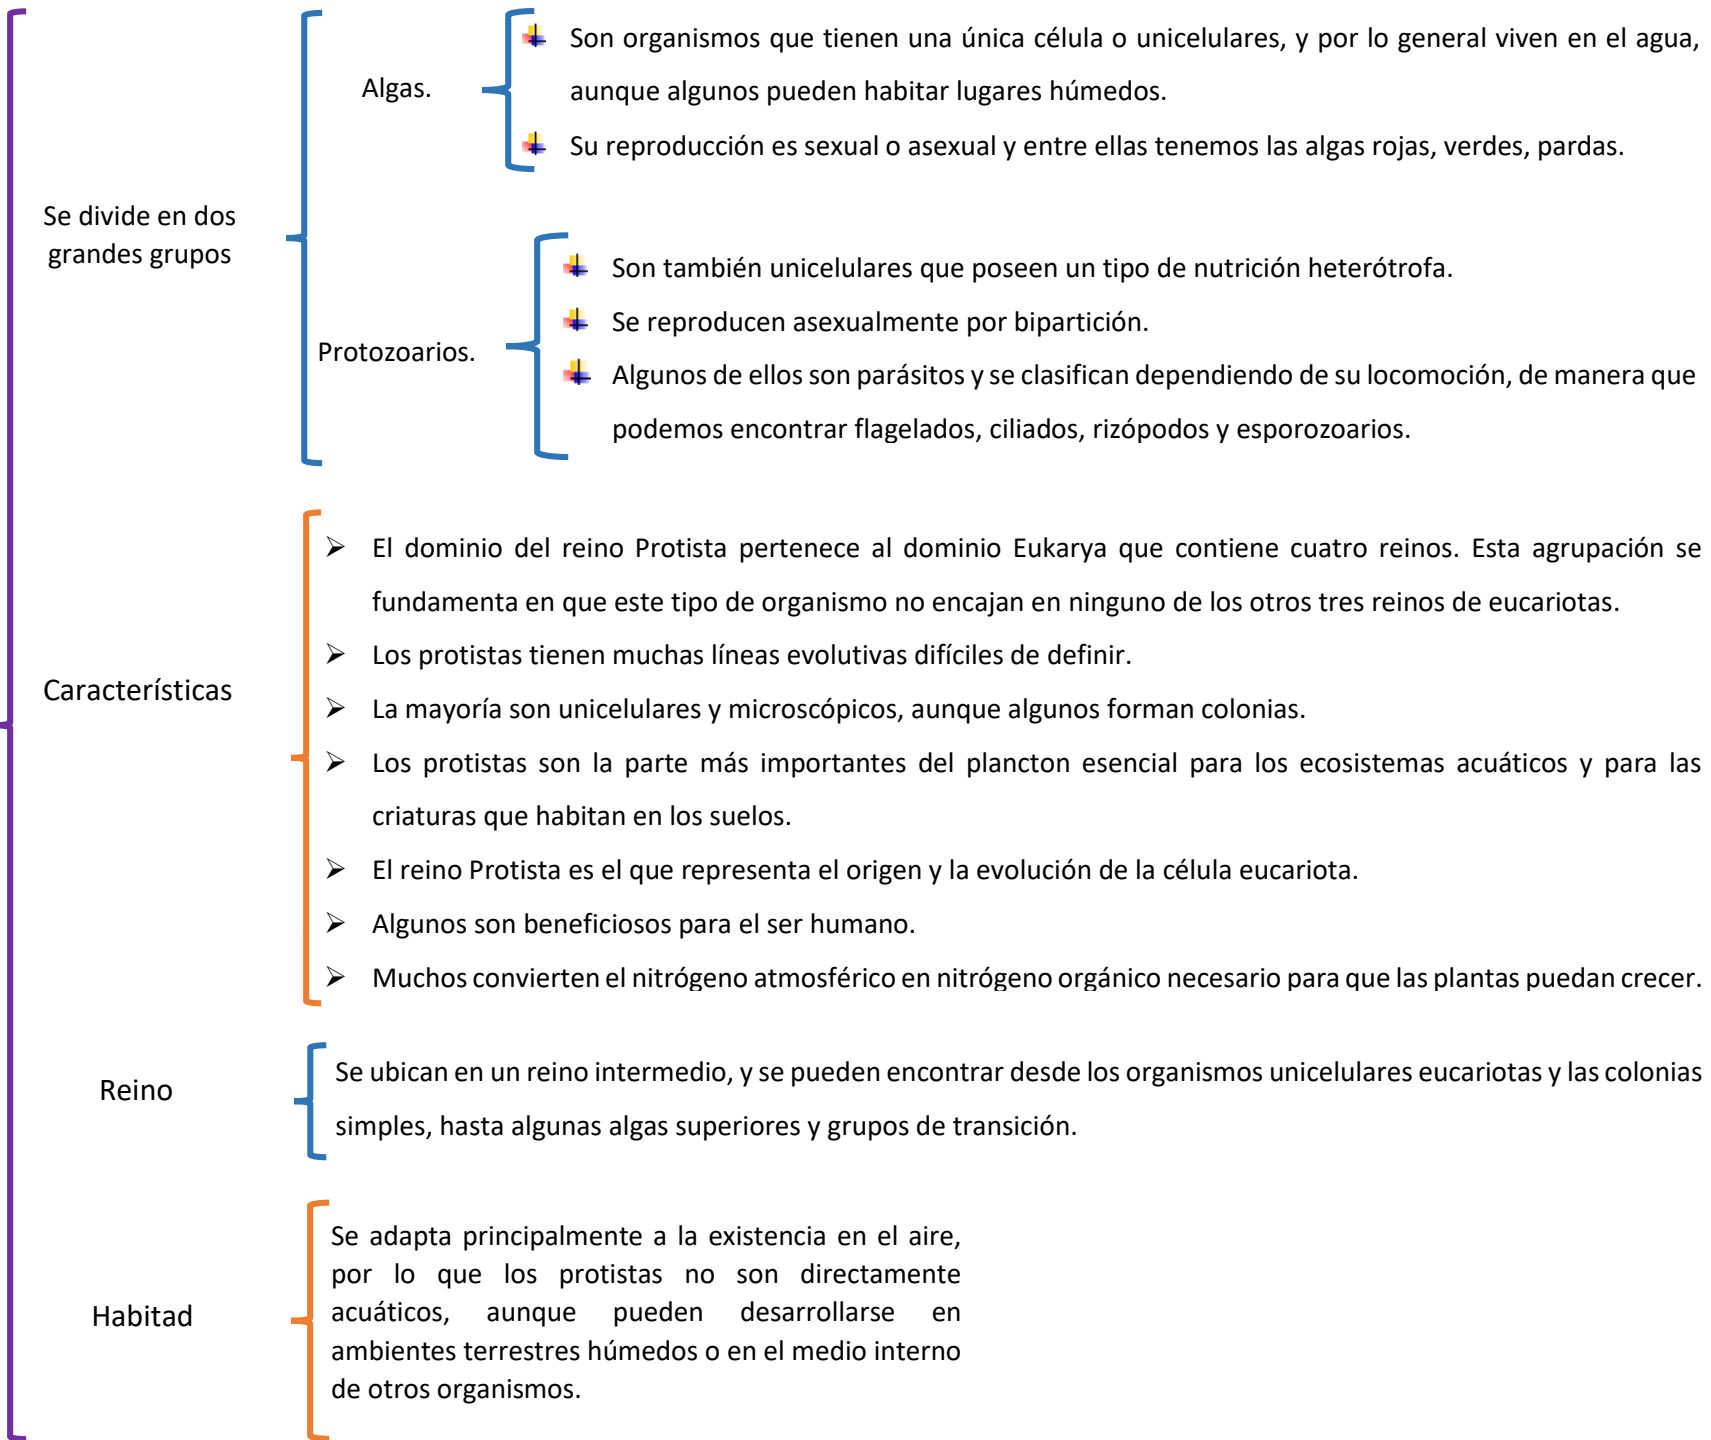 Se divide en dos
grandes grupos
Algas.
Son organismos que tienen una única célula o unicelulares, y por lo general viven en el agua,
aunque algunos pueden habitar lugares húmedos.
Su reproducción es sexual o asexual y entre ellas tenemos las algas rojas, verdes, pardas.
Protozoarios.
Son también unicelulares que poseen un tipo de nutrición heterótrofa.
Se reproducen asexualmente por bipartición.
Algunos de ellos son parásitos y se clasifican dependiendo de su locomoción, de manera que
podemos encontrar flagelados, ciliados, rizópodos y esporozoarios.
Características
El dominio del reino Protista pertenece al dominio Eukarya que contiene cuatro reinos. Esta agrupación se
fundamenta en que este tipo de organismo no encajan en ninguno de los otros tres reinos de eucariotas.
Los protistas tienen muchas líneas evolutivas difíciles de definir.
La mayoría son unicelulares y microscópicos, aunque algunos forman colonias.
Los protistas son la parte más importantes del plancton esencial para los ecosistemas acuáticos y para las
criaturas que habitan en los suelos.
El reino Protista es el que representa el origen y la evolución de la célula eucariota.
Algunos son beneficiosos para el ser humano.
Muchos convierten el nitrógeno atmosférico en nitrógeno orgánico necesario para que las plantas puedan crecer.
Reino
Se ubican en un reino intermedio, y se pueden encontrar desde los organismos unicelulares eucariotas y las colonias
simples, hasta algunas algas superiores y grupos de transición.
Habitad
Se adapta principalmente a la existencia en el aire,
por lo que los protistas no son directamente
acuáticos, aunque pueden desarrollarse en
ambientes terrestres húmedos o en el medio interno
de otros organismos.